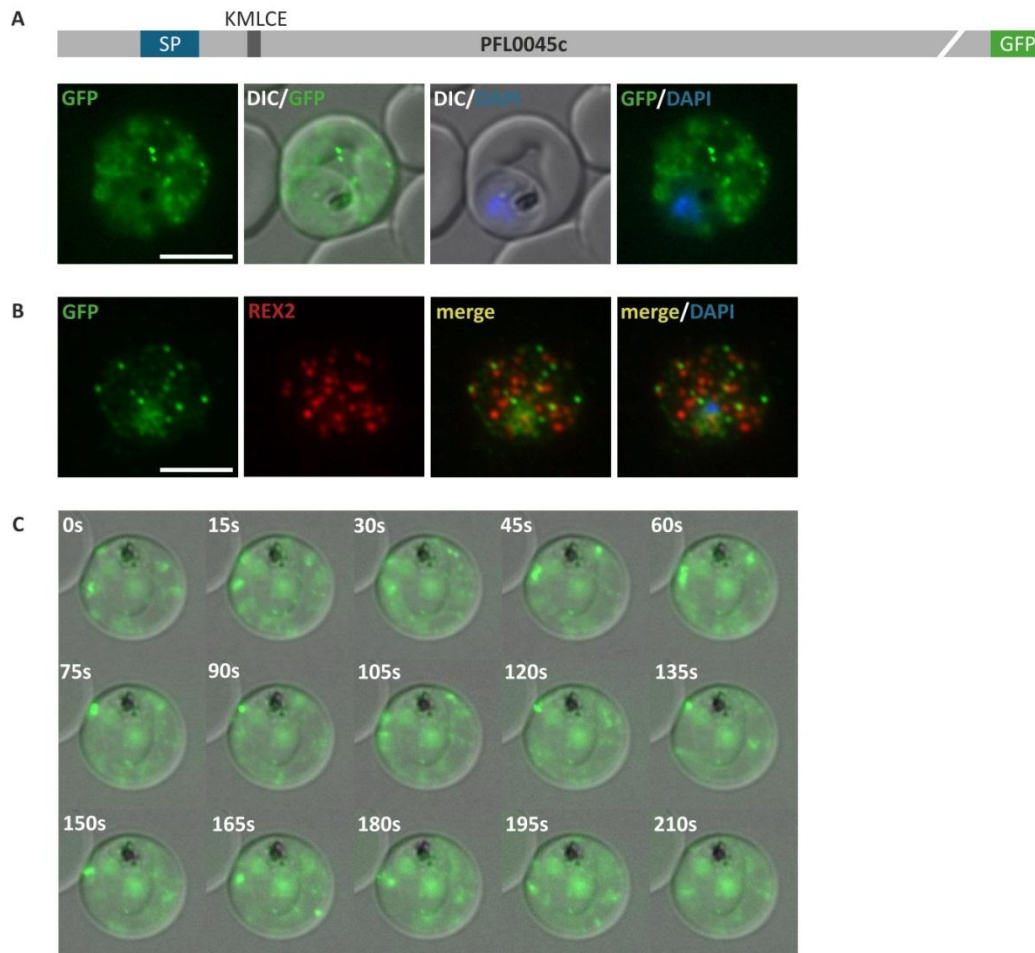 A
KMLCE
SP
PFL0045c
GFP
GFP
DIC/GFP
DIC/DAPI
GFP/DAPI
B
GFP
REX2
merge
merge/DAPI
C
0s
15s
30s
45s
60s
75s
90s
105s
120s
135s
150s
165s
180s
195s
210s